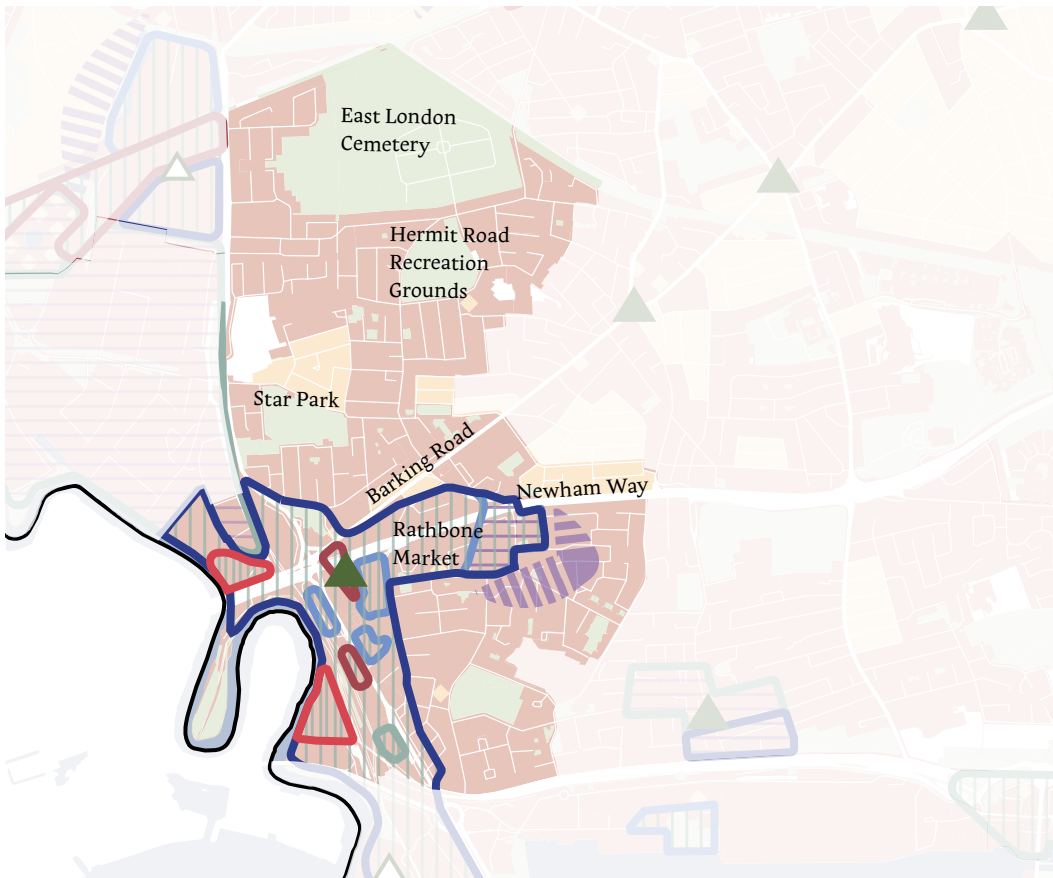 East London
Cemetery
Hermit Road
Recreation
Grounds
Star Park
Barking Road
Newham Way
Rathbone
Market